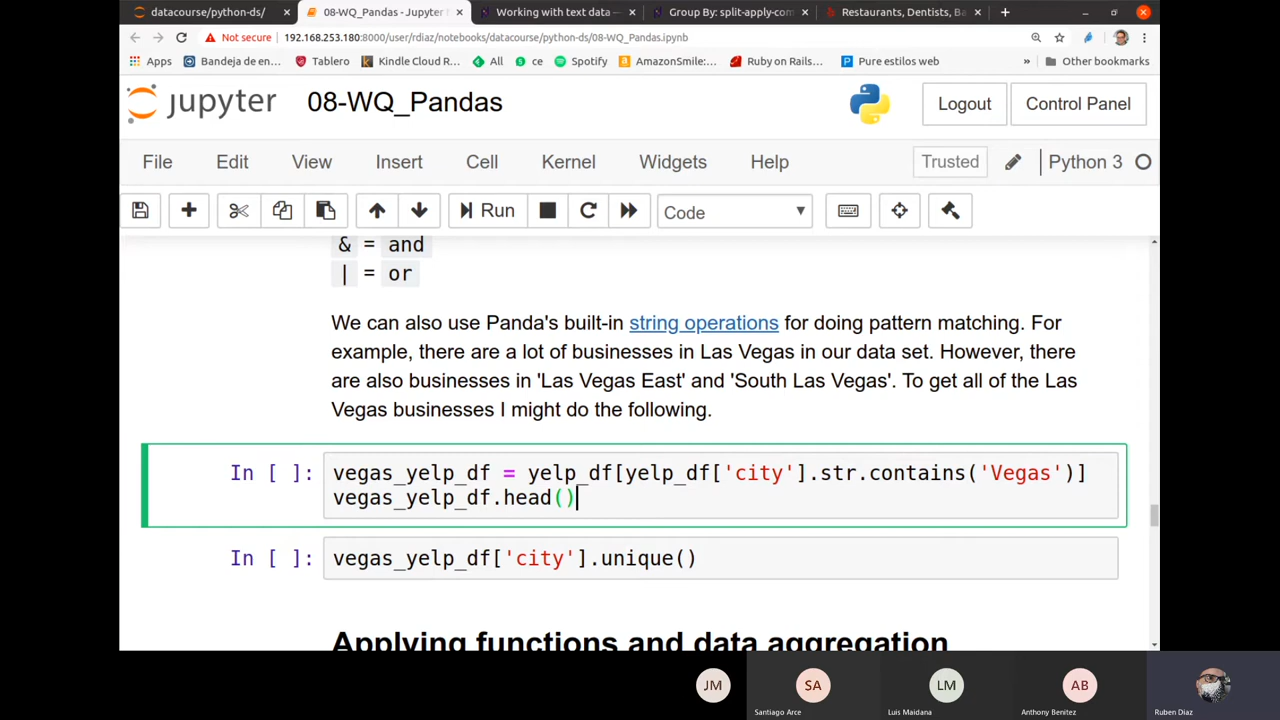 datacourse/python-ds/
08-WQ_Pandas - Jupyter
Working with text data —
Group By: split-apply-com
Restaurants, Dentists, Ba
Not secure
192.168.253.180:8000/user/rdiaz/notebooks/datacourse/python-ds/08-WQ_Pandas.ipynb
Apps
Bandeja de en...
Tablero
Kindle Cloud R...
All
ce
Spotify
AmazonSmile:...
Ruby on Rails...
Pure estilos web
»
Other bookmarks
jupyter
08-WQ_Pandas
Logout
Control Panel
File
Edit
View
Insert
Cell
Kernel
Widgets
Help
Trusted
Python 3
Run
Code
& = and
| = or
We can also use Panda's built-in string operations for doing pattern matching. For
example, there are a lot of businesses in Las Vegas in our data set. However, there
are also businesses in 'Las Vegas East' and 'South Las Vegas'. To get all of the Las
Vegas businesses I might do the following.
In [ ]: vegas_yelp_df = yelp_df[yelp_df['city'].str.contains('Vegas')]
vegas_yelp_df.head()
In [ ]: vegas_yelp_df['city'].unique()
Applying functions and data aggregation
JM
SA
LM
AB
Santiago Arce
Luis Maidana
Anthony Benitez
Ruben Diaz